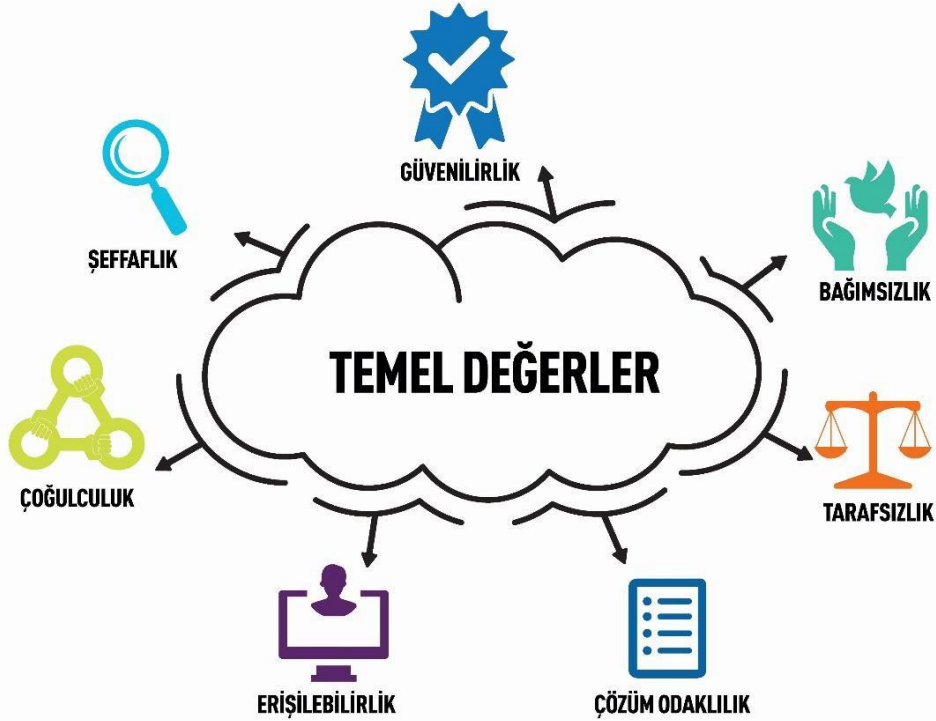 GÜVENİLİRLİK
ŞEFFAFLIK
BAĞIMSIZLIK
TEMEL DEĞERLER
ÇOĞULCULUK
TARAFSIZLIK
ERİŞİLEBİLİRLİK
ÇÖZÜM ODAKLILIK